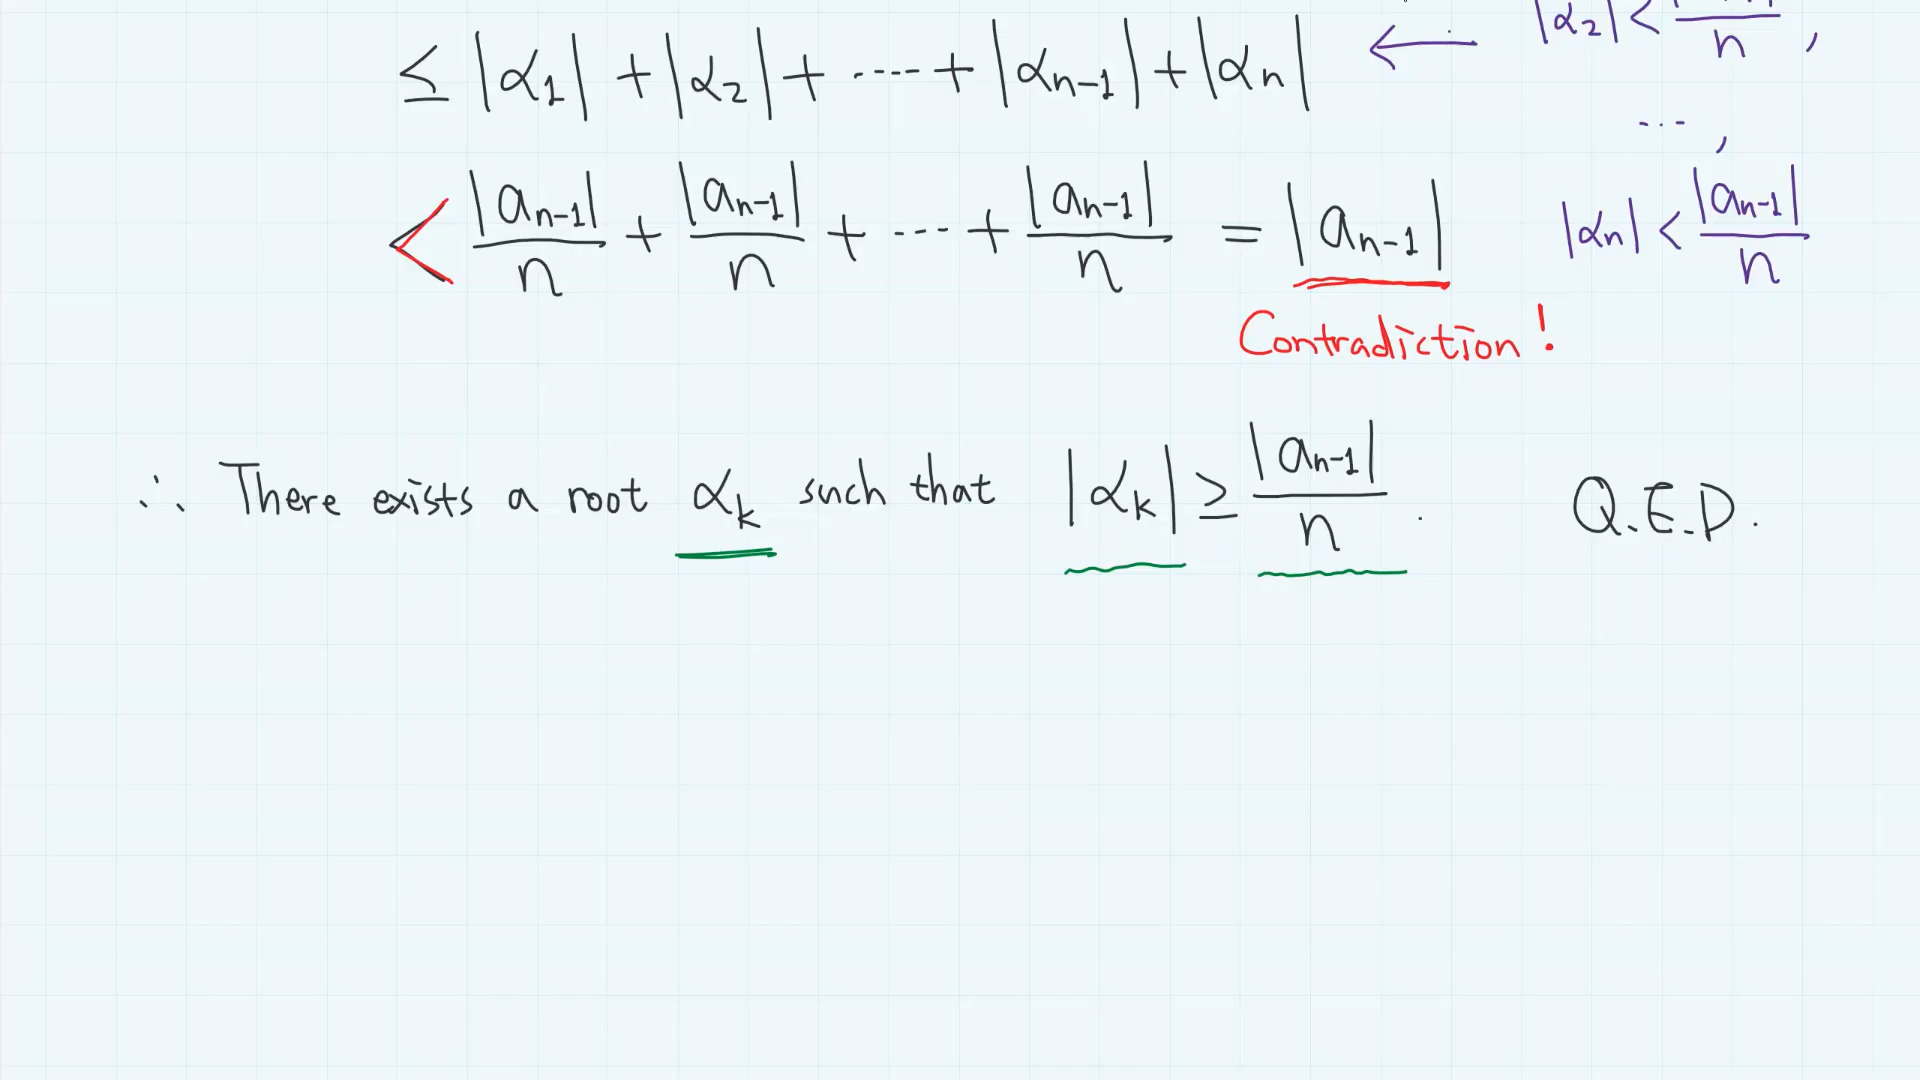 ≤ |α₁| + |α₂| + ---- + |αₙ₋₁| + |αₙ| ← |α₂| < /n ,
... ,
< |aₙ₋₁|/n + |aₙ₋₁|/n + ---- + |aₙ₋₁|/n = |aₙ₋₁| |αₙ| < |aₙ₋₁|/n
Contradiction!
∴ There exists a root αₖ such that |αₖ| ≥ |aₙ₋₁|/n . Q.E.D.